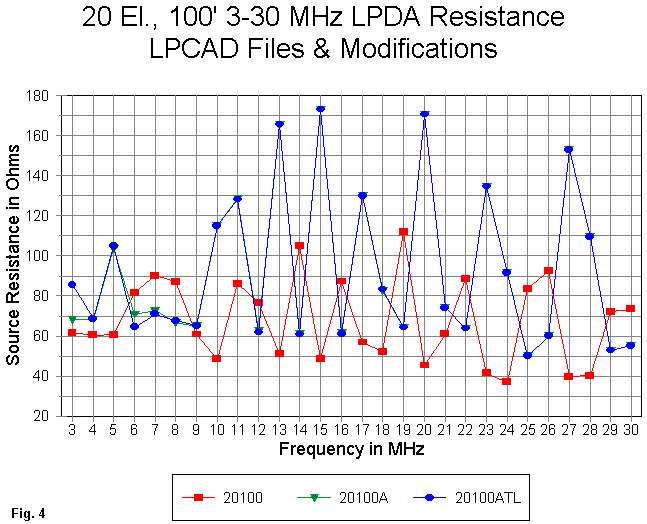 20 El., 100' 3-30 MHz LPDA Resistance
LPCAD Files & Modifications
Source Resistance in Ohms
180
160
140
120
100
80
60
40
20
3 4 5 6 7 8 9 10 11 12 13 14 15 16 17 18 19 20 21 22 23 24 25 26 27 28 29 30
Frequency in MHz
20100 20100A 20100ATL
Fig. 4